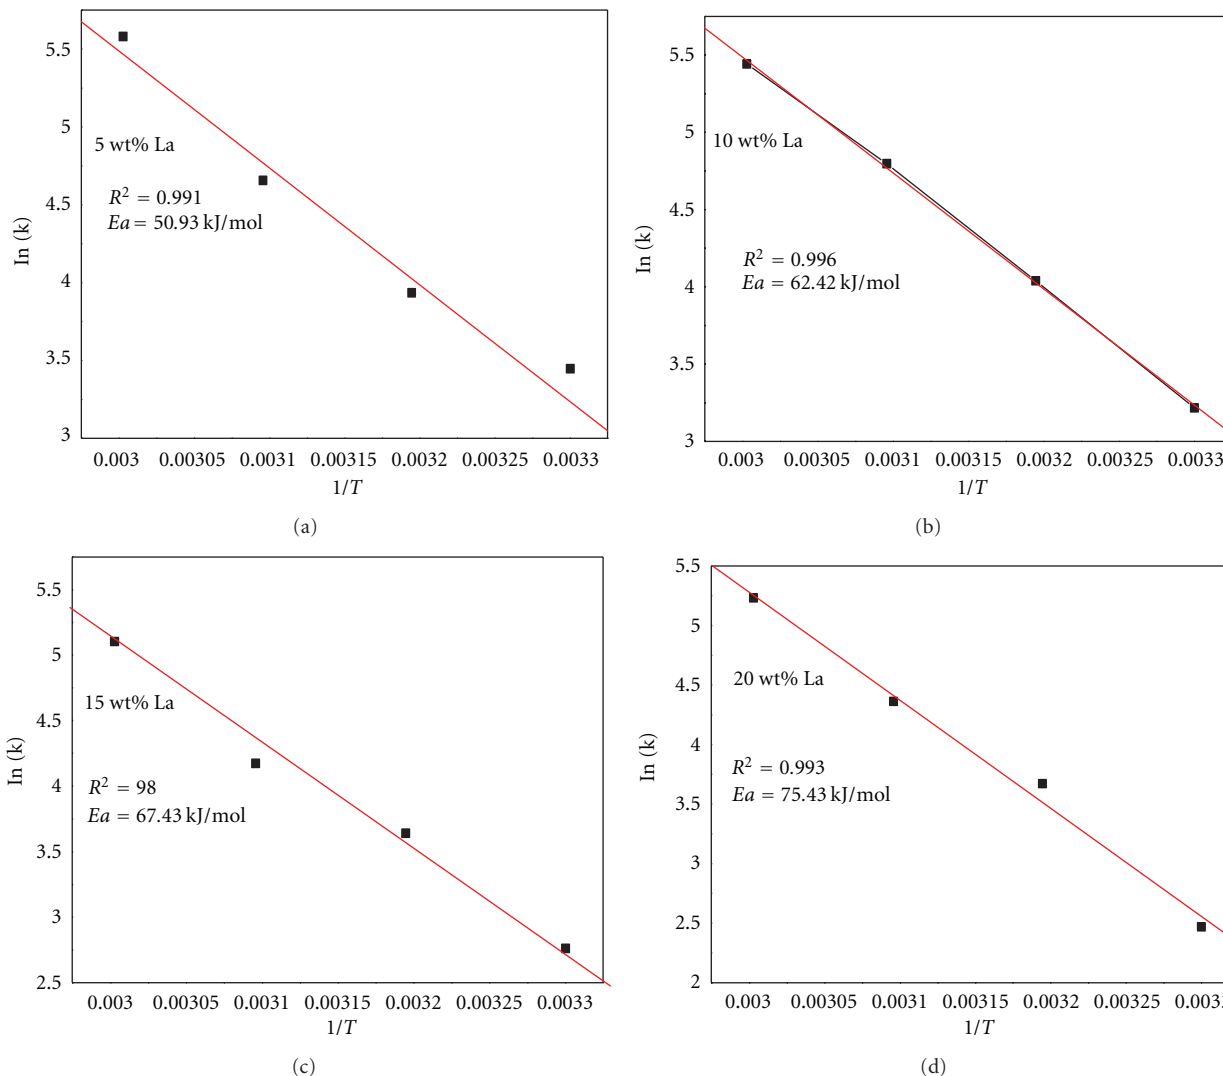 5.5
5
4.5
4
3.5
3
In (k)
5 wt% La
R² = 0.991
Ea = 50.93 kJ/mol
0.003 0.00305 0.0031 0.00315 0.0032 0.00325 0.0033
1/T
(a)
5.5
5
4.5
4
3.5
3
In (k)
10 wt% La
R² = 0.996
Ea = 62.42 kJ/mol
0.003 0.00305 0.0031 0.00315 0.0032 0.00325 0.0033
1/T
(b)
5.5
5
4.5
4
3.5
3
2.5
In (k)
15 wt% La
R² = 98
Ea = 67.43 kJ/mol
0.003 0.00305 0.0031 0.00315 0.0032 0.00325 0.0033
1/T
(c)
5.5
5
4.5
4
3.5
3
2.5
2
In (k)
20 wt% La
R² = 0.993
Ea = 75.43 kJ/mol
0.003 0.00305 0.0031 0.00315 0.0032 0.00325 0.0033
1/T
(d)